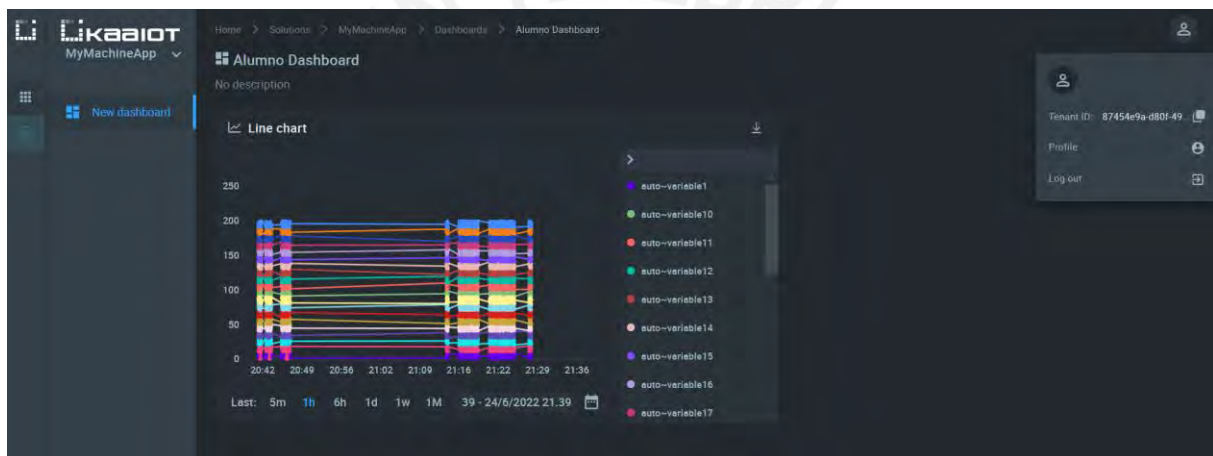 KaaIoT
MyMachineApp
New dashboard
Home > Solutions > MyMachineApp > Dashboards > Alumno Dashboard
Alumno Dashboard
No description
Line chart
250
200
150
100
50
0
20:42 20:49 20:56 21:02 21:09 21:16 21:22 21:29 21:36
auto~variable1
auto~variable10
auto~variable11
auto~variable12
auto~variable13
auto~variable14
auto~variable15
auto~variable16
auto~variable17
Last: 5m 1h 6h 1d 1w 1M 39 - 24/6/2022 21.39
Tenant ID: 87454e9a-d80f-49...
Profile
Log out